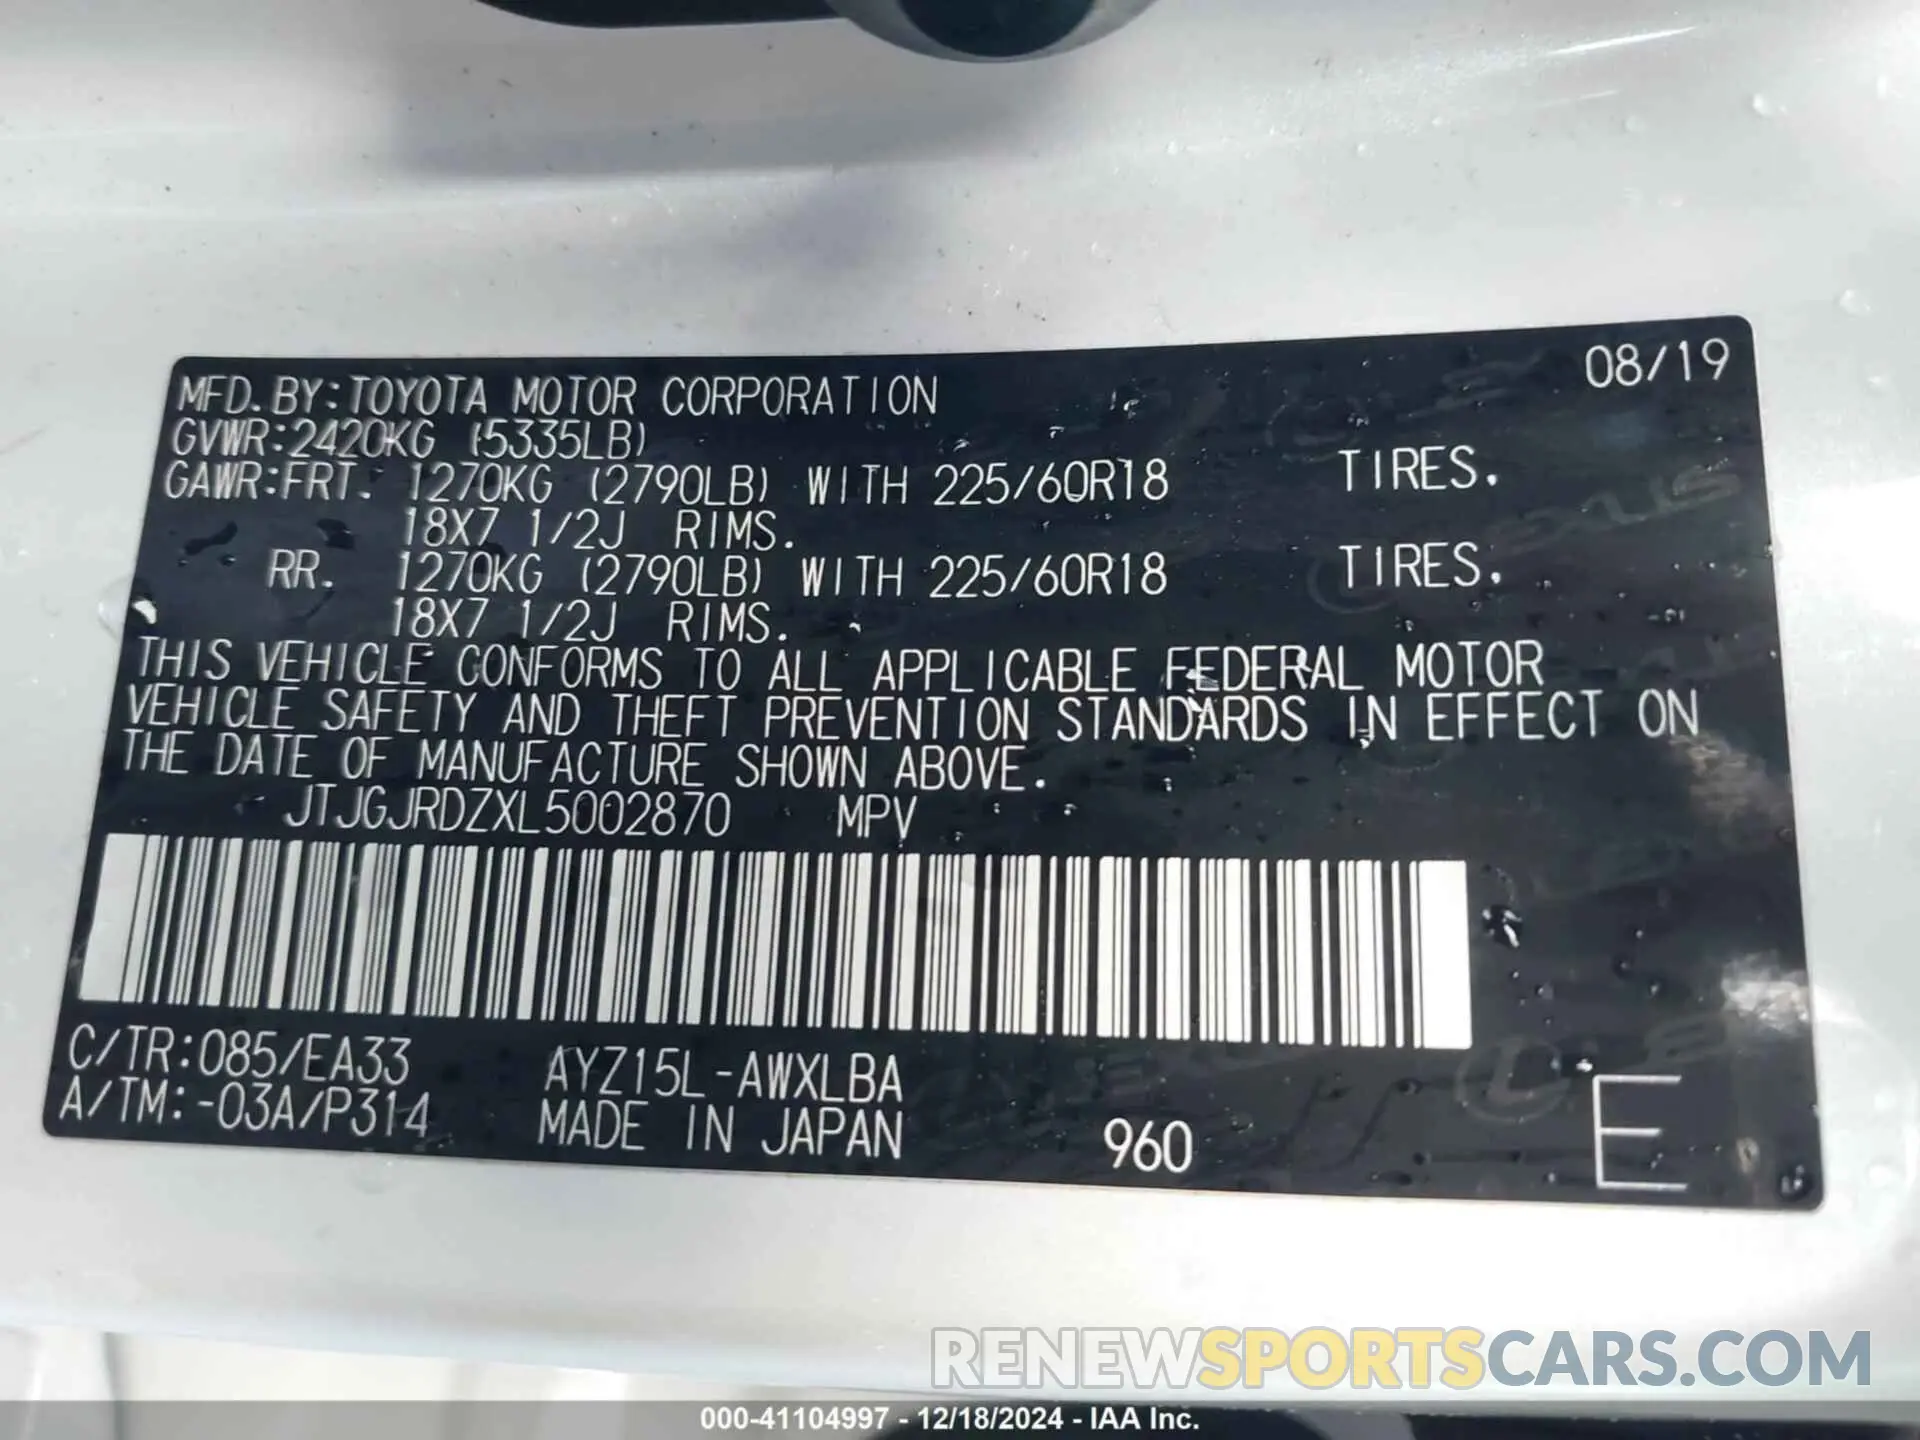 08/19
MFD. BY: TOYOTA MOTOR CORPORATION
GVWR: 2420KG (5335LB)
GAWR: FRT. 1270KG (2790LB) WITH 225/60R18 TIRES.
18X7 1/2J RIMS.
RR. 1270KG (2790LB) WITH 225/60R18 TIRES.
18X7 1/2J RIMS.
THIS VEHICLE CONFORMS TO ALL APPLICABLE FEDERAL MOTOR
VEHICLE SAFETY AND THEFT PREVENTION STANDARDS IN EFFECT ON
THE DATE OF MANUFACTURE SHOWN ABOVE.
JTJGJRDZXL5002870 MPV
C/TR: 085/EA33 AYZ15L-AWXLBA
A/TM: -03A/P314 MADE IN JAPAN 960 E
RENEWSPORTSCARS.COM
000-41104997 - 12/18/2024 - IAA Inc.